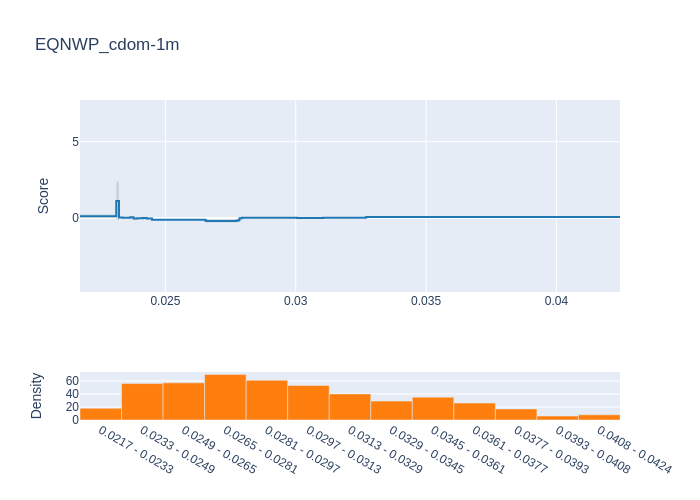 EQNWP_cdom-1m
5
0
Score
0.025
0.03
0.035
0.04
60
40
20
0
Density
0.0217 - 0.0233
0.0233 - 0.0249
0.0249 - 0.0265
0.0265 - 0.0281
0.0281 - 0.0297
0.0297 - 0.0313
0.0313 - 0.0329
0.0329 - 0.0345
0.0345 - 0.0361
0.0361 - 0.0377
0.0377 - 0.0393
0.0393 - 0.0408
0.0408 - 0.0424